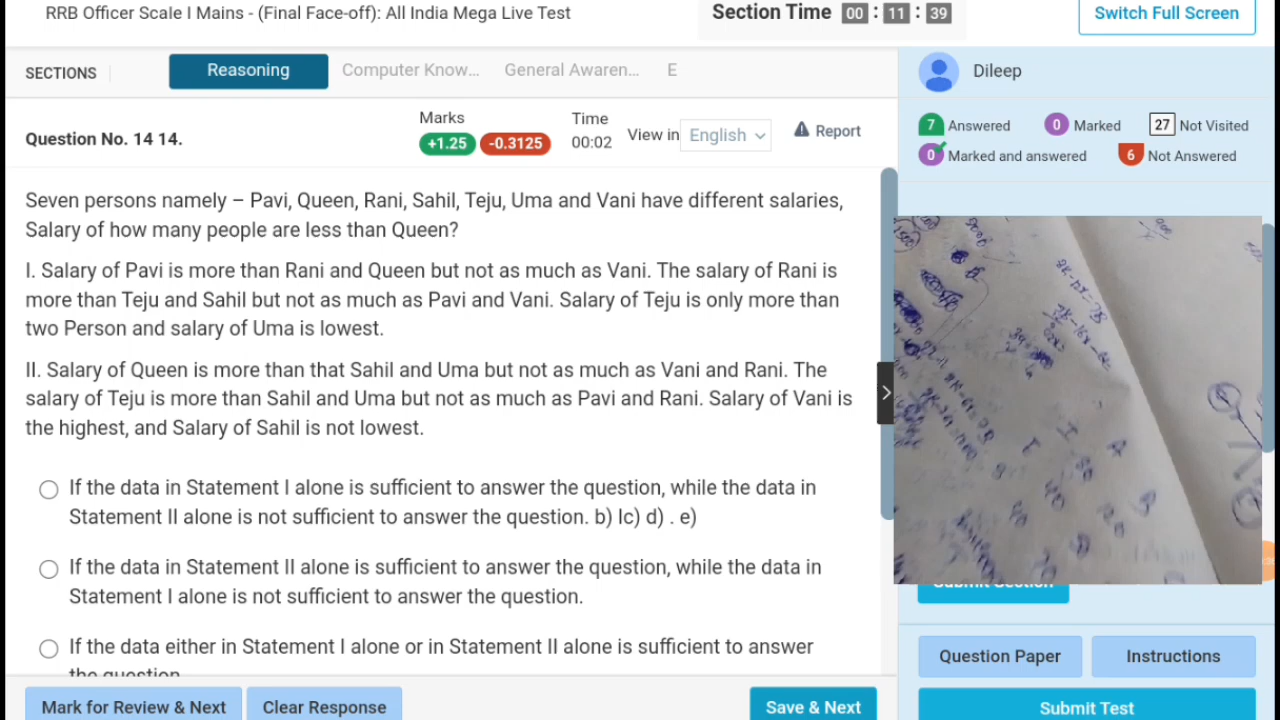 RRB Officer Scale I Mains - (Final Face-off): All India Mega Live Test
Section Time 00 : 11 : 39
Switch Full Screen
SECTIONS
Reasoning
Computer Know...
General Awaren...
E
Dileep
Question No. 14 14.
Marks
+1.25 -0.3125
Time
00:02
View in English
Report
7 Answered
0 Marked
27 Not Visited
0 Marked and answered
6 Not Answered
Seven persons namely – Pavi, Queen, Rani, Sahil, Teju, Uma and Vani have different salaries,
Salary of how many people are less than Queen?
I. Salary of Pavi is more than Rani and Queen but not as much as Vani. The salary of Rani is
more than Teju and Sahil but not as much as Pavi and Vani. Salary of Teju is only more than
two Person and salary of Uma is lowest.
II. Salary of Queen is more than that Sahil and Uma but not as much as Vani and Rani. The
salary of Teju is more than Sahil and Uma but not as much as Pavi and Rani. Salary of Vani is
the highest, and Salary of Sahil is not lowest.
If the data in Statement I alone is sufficient to answer the question, while the data in
Statement II alone is not sufficient to answer the question. b) Ic) d) . e)
If the data in Statement II alone is sufficient to answer the question, while the data in
Statement I alone is not sufficient to answer the question.
If the data either in Statement I alone or in Statement II alone is sufficient to answer
the question
Submit Section
Question Paper
Instructions
Mark for Review & Next
Clear Response
Save & Next
Submit Test